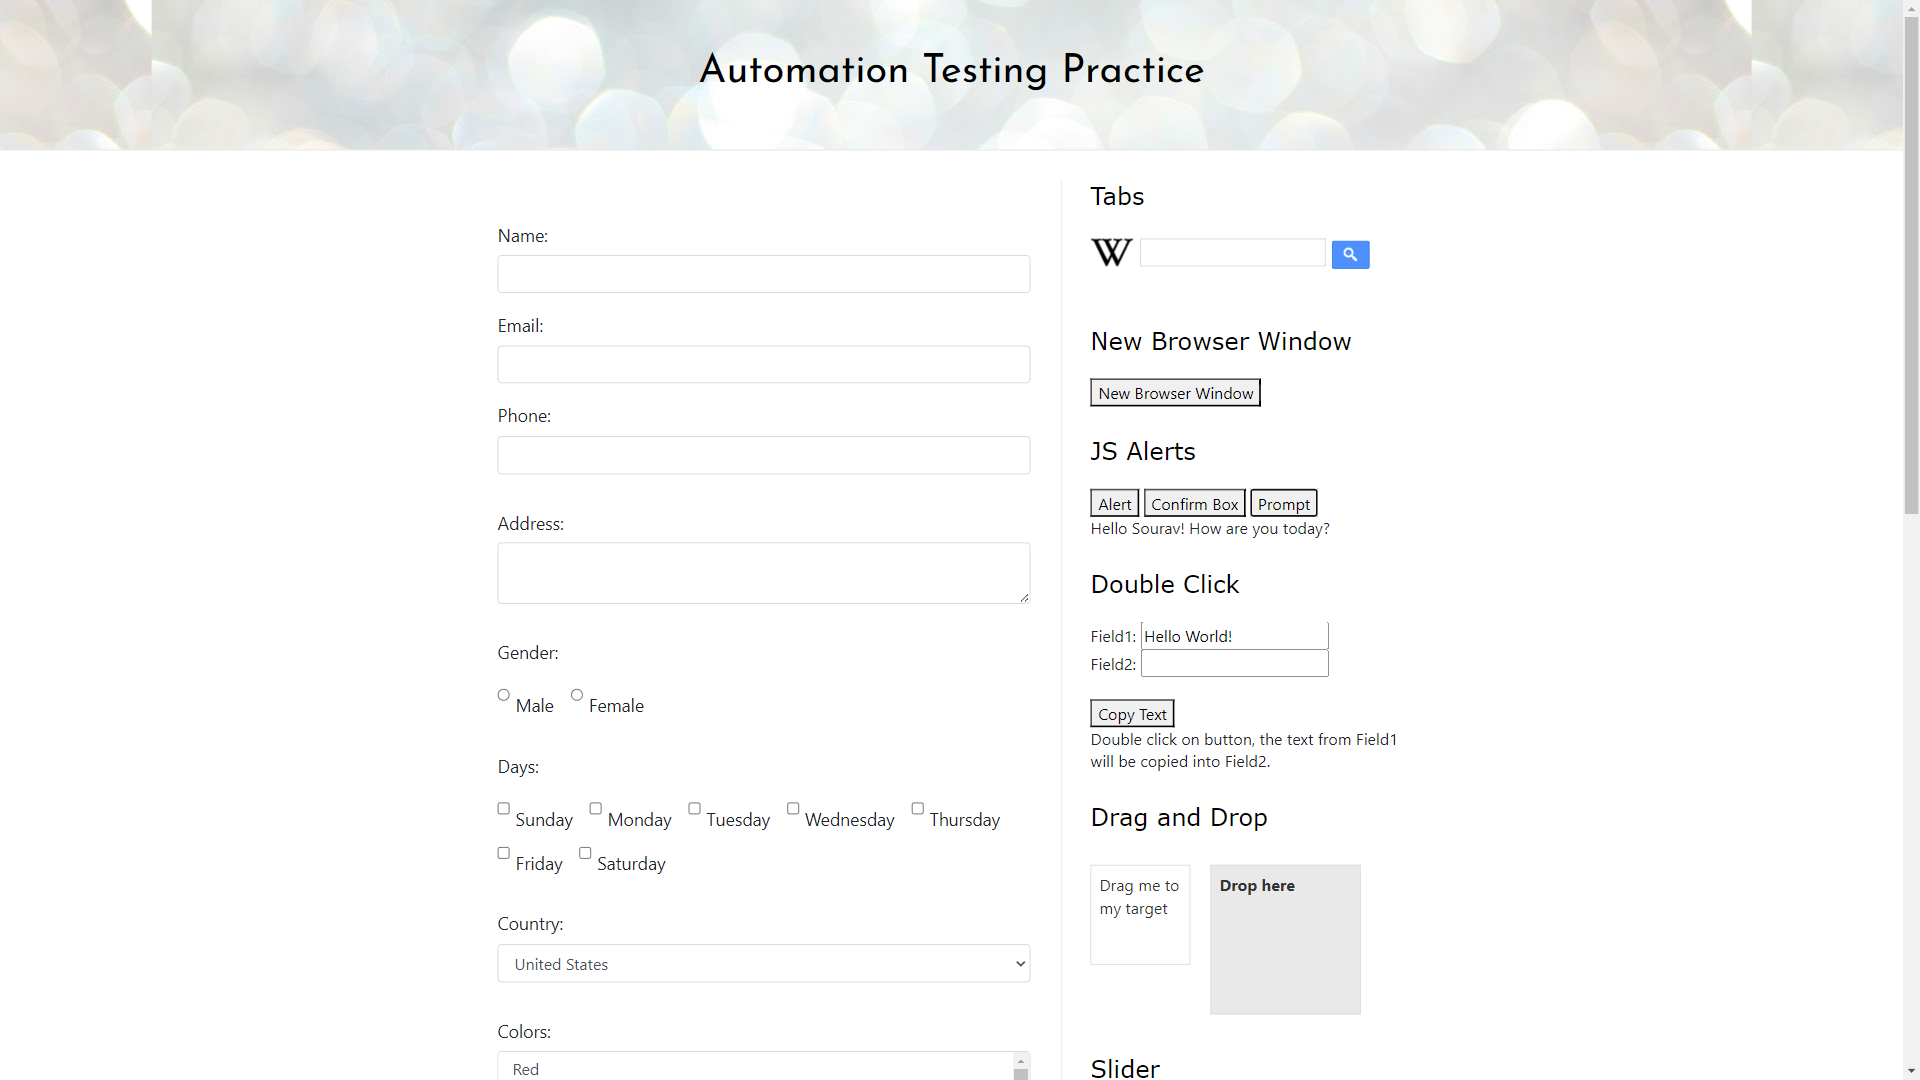 Automation Testing Practice
Name:
Email:
Phone:
Address:
Gender:
Male Female
Days:
Sunday Monday Tuesday Wednesday Thursday
Friday Saturday
Country:
United States
Colors:
Red
Tabs
W
New Browser Window
New Browser Window
JS Alerts
Alert Confirm Box Prompt
Hello Sourav! How are you today?
Double Click
Field1: Hello World!
Field2:
Copy Text
Double click on button, the text from Field1
will be copied into Field2.
Drag and Drop
Drag me to
my target
Drop here
Slider